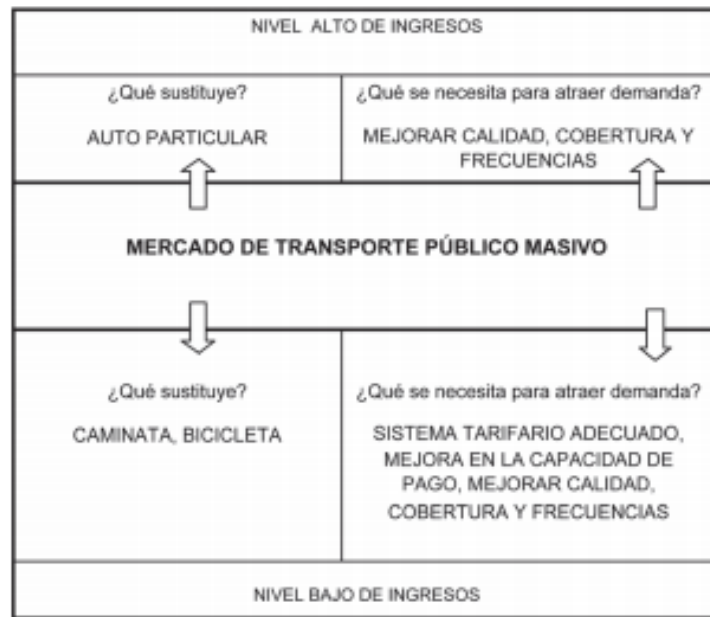 NIVEL ALTO DE INGRESOS
¿Qué sustituye?
AUTO PARTICULAR
¿Qué se necesita para atraer demanda?
MEJORAR CALIDAD, COBERTURA Y
FRECUENCIAS
MERCADO DE TRANSPORTE PÚBLICO MASIVO
¿Qué sustituye?
CAMINATA, BICICLETA
¿Qué se necesita para atraer demanda?
SISTEMA TARIFARIO ADECUADO,
MEJORA EN LA CAPACIDAD DE
PAGO, MEJORAR CALIDAD,
COBERTURA Y FRECUENCIAS
NIVEL BAJO DE INGRESOS